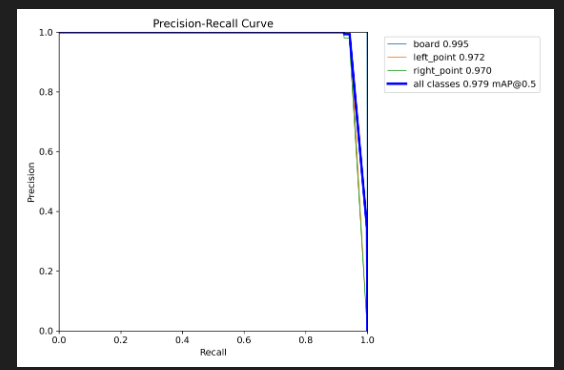 Precision-Recall Curve
board 0.995
left_point 0.972
right_point 0.970
all classes 0.979 mAP@0.5
Precision
1.0
0.8
0.6
0.4
0.2
0.0
0.0 0.2 0.4 0.6 0.8 1.0
Recall